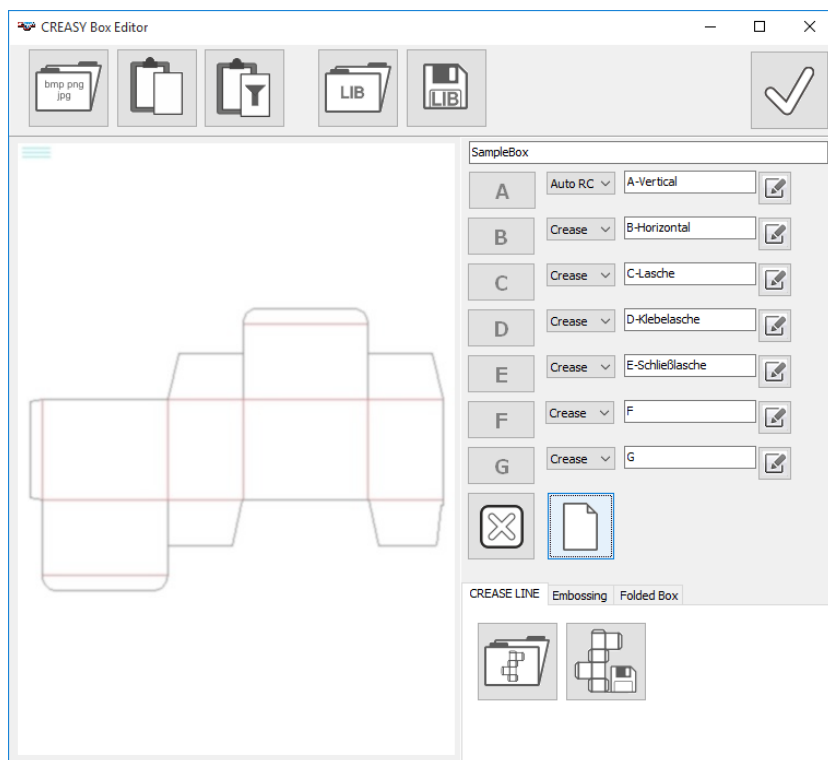 CREASY Box Editor
bmp png
jpg
LIB
LIB
SampleBox
A
Auto RC
A-Vertical
B
Crease
B-Horizontal
C
Crease
C-Lasche
D
Crease
D-Klebelasche
E
Crease
E-Schließlasche
F
Crease
F
G
Crease
G
CREASE LINE
Embossing
Folded Box